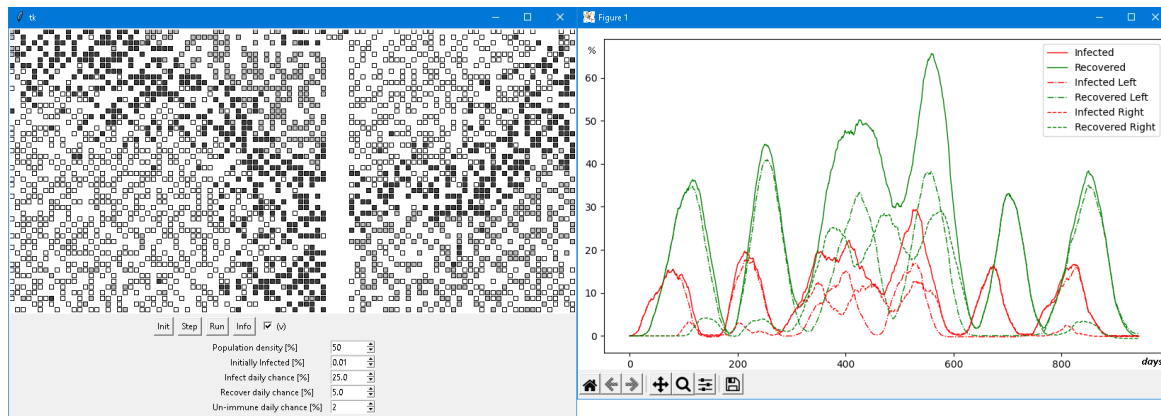 tk
Init Step Run Info (v)
Population density [%] 50
Initially Infected [%] 0.01
Infect daily chance [%] 25.0
Recover daily chance [%] 5.0
Un-immune daily chance [%] 2
Figure 1
%
60
50
40
30
20
10
0
0 200 400 600 800
days
Infected
Recovered
Infected Left
Recovered Left
Infected Right
Recovered Right